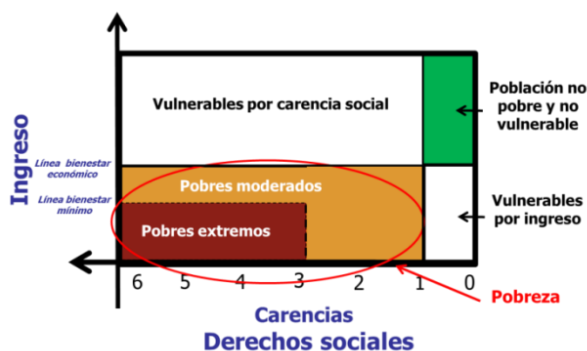 Ingreso
Vulnerables por carencia social
Población no
pobre y no
vulnerable
Línea bienestar
económico
Pobres moderados
Línea bienestar
mínimo
Pobres extremos
Vulnerables
por ingreso
6 5 4 3 2 1 0
Pobreza
Carencias
Derechos sociales